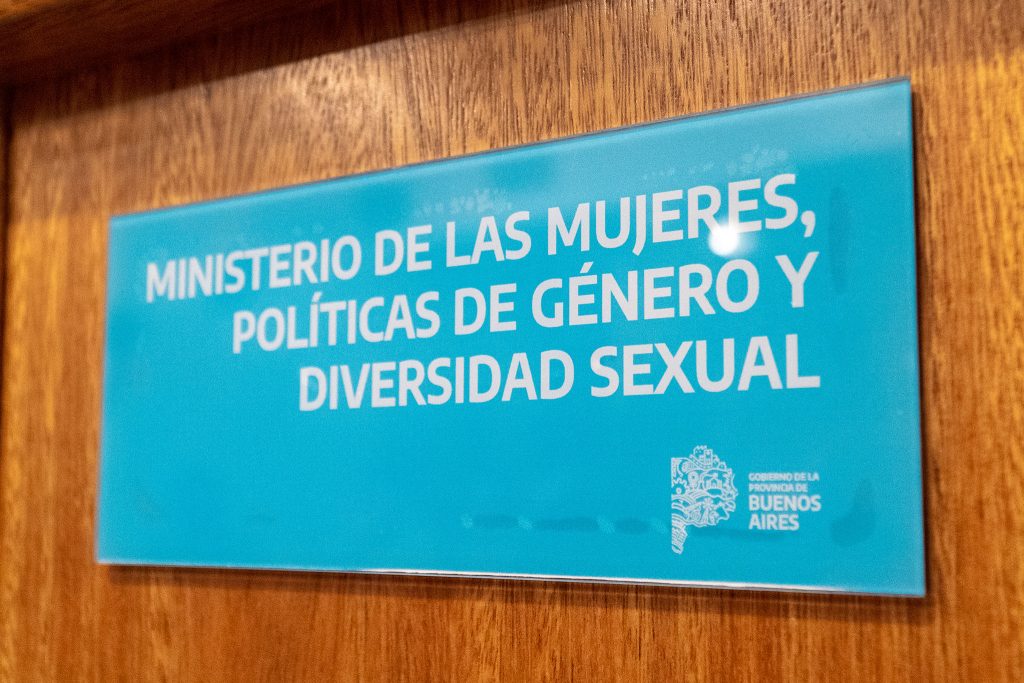 MINISTERIO DE LAS MUJERES,
POLÍTICAS DE GÉNERO Y
DIVERSIDAD SEXUAL
GOBIERNO DE LA
PROVINCIA DE
BUENOS
AIRES